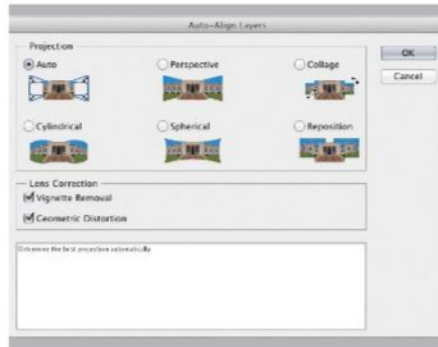 Auto-Align Layers
Projection
Auto
Perspective
Collage
Cylindrical
Spherical
Reposition
OK
Cancel
Lens Correction
Vignette Removal
Geometric Distortion
Determine the best projection automatically